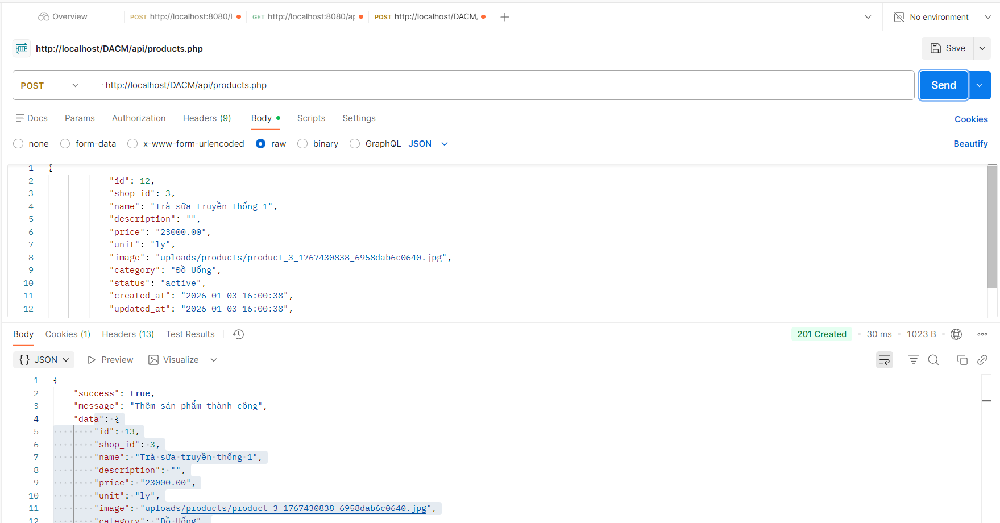 Overview
POST http://localhost:8080/l
GET http://localhost:8080/ap
POST http://localhost/DACM,
No environment
HTTP http://localhost/DACM/api/products.php
Save
POST http://localhost/DACM/api/products.php
Send
Docs Params Authorization Headers (9) Body Scripts Settings
Cookies
none form-data x-www-form-urlencoded raw binary GraphQL JSON
Beautify
1 {
2 "id": 12,
3 "shop_id": 3,
4 "name": "Trà sữa truyền thống 1",
5 "description": "",
6 "price": "23000.00",
7 "unit": "ly",
8 "image": "uploads/products/product_3_1767430838_6958dab6c0640.jpg",
9 "category": "Đồ Uống",
10 "status": "active",
11 "created_at": "2026-01-03 16:00:38",
12 "updated_at": "2026-01-03 16:00:38",
Body Cookies (1) Headers (13) Test Results
201 Created 30 ms 1023 B
{} JSON Preview Visualize
1 {
2 "success": true,
3 "message": "Thêm sản phẩm thành công",
4 "data": {
5 "id": 13,
6 "shop_id": 3,
7 "name": "Trà sữa truyền thống 1",
8 "description": "",
9 "price": "23000.00",
10 "unit": "ly",
11 "image": "uploads/products/product_3_1767430838_6958dab6c0640.jpg",
12 "category": "Đồ Uống"